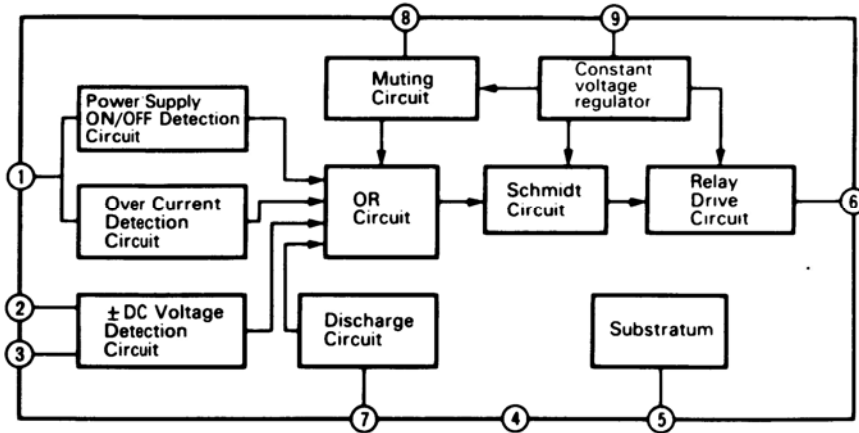 8
9
Muting
Circuit
Constant
voltage
regulator
Power Supply
ON/OFF Detection
Circuit
1
Over Current
Detection
Circuit
OR
Circuit
Schmidt
Circuit
Relay
Drive
Circuit
6
2
3
± DC Voltage
Detection
Circuit
Discharge
Circuit
Substratum
7
4
5